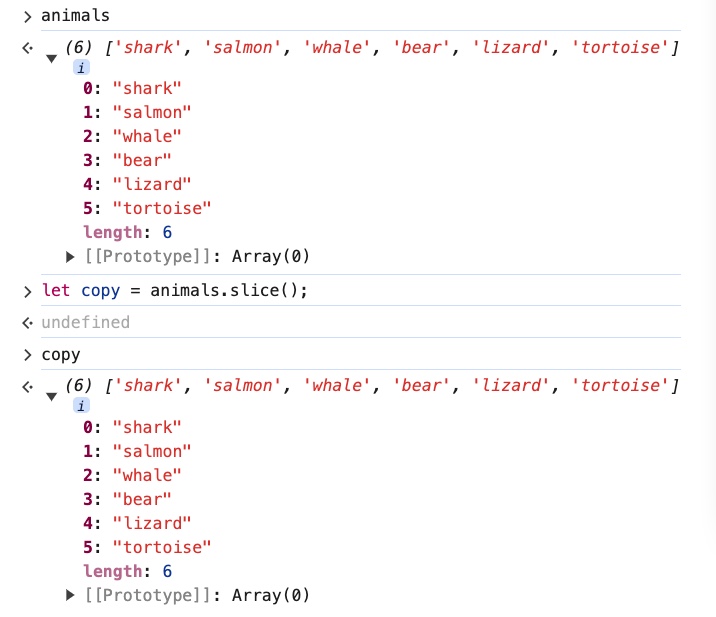 > animals
(6) ['shark', 'salmon', 'whale', 'bear', 'lizard', 'tortoise']
i
0: "shark"
1: "salmon"
2: "whale"
3: "bear"
4: "lizard"
5: "tortoise"
length: 6
[[Prototype]]: Array(0)
> let copy = animals.slice();
undefined
> copy
(6) ['shark', 'salmon', 'whale', 'bear', 'lizard', 'tortoise']
i
0: "shark"
1: "salmon"
2: "whale"
3: "bear"
4: "lizard"
5: "tortoise"
length: 6
[[Prototype]]: Array(0)